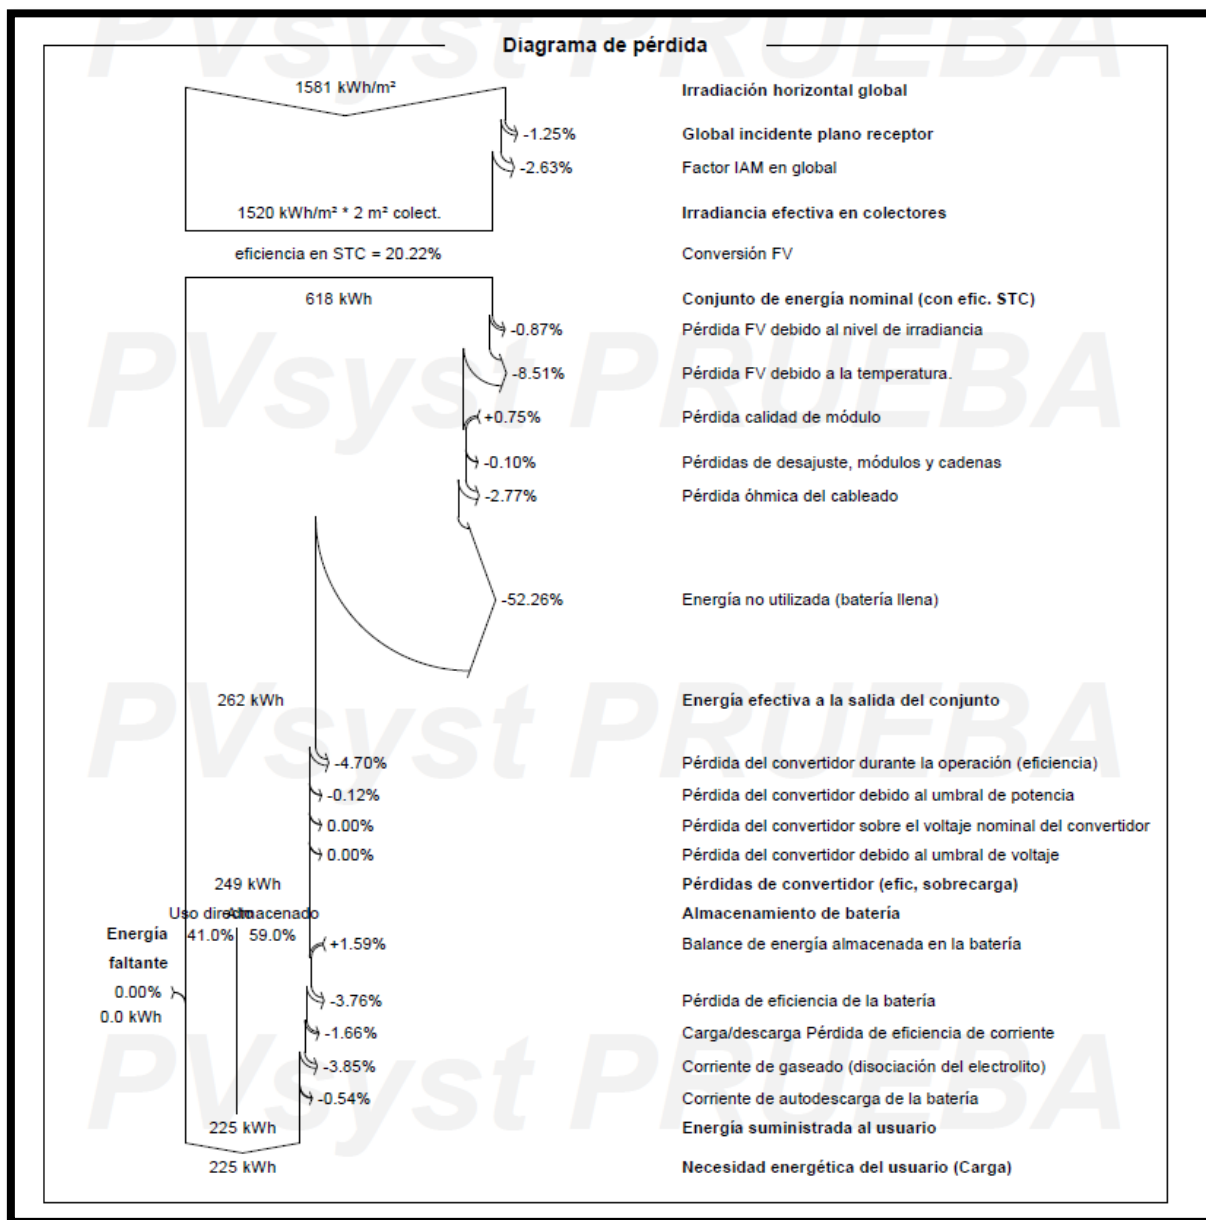 PVsyst PRUEBA
Diagrama de pérdida
1581 kWh/m² Irradiación horizontal global
-1.25% Global incidente plano receptor
-2.63% Factor IAM en global
1520 kWh/m² * 2 m² colect. Irradiancia efectiva en colectores
eficiencia en STC = 20.22% Conversión FV
618 kWh Conjunto de energía nominal (con efic. STC)
-0.87% Pérdida FV debido al nivel de irradiancia
PVsyst PRUEBA
-8.51% Pérdida FV debido a la temperatura.
+0.75% Pérdida calidad de módulo
-0.10% Pérdidas de desajuste, módulos y cadenas
-2.77% Pérdida óhmica del cableado
-52.26% Energía no utilizada (batería llena)
262 kWh Energía efectiva a la salida del conjunto
PVsyst PRUEBA
-4.70% Pérdida del convertidor durante la operación (eficiencia)
-0.12% Pérdida del convertidor debido al umbral de potencia
0.00% Pérdida del convertidor sobre el voltaje nominal del convertidor
0.00% Pérdida del convertidor debido al umbral de voltaje
249 kWh Pérdidas de convertidor (efic, sobrecarga)
Uso directo Almacenado Almacenamiento de batería
Energía 41.0% 59.0% +1.59% Balance de energía almacenada en la batería
faltante
0.00% -3.76% Pérdida de eficiencia de la batería
0.0 kWh
-1.66% Carga/descarga Pérdida de eficiencia de corriente
-3.85% Corriente de gaseado (disociación del electrolito)
PVsyst PRUEBA
-0.54% Corriente de autodescarga de la batería
225 kWh Energía suministrada al usuario
225 kWh Necesidad energética del usuario (Carga)